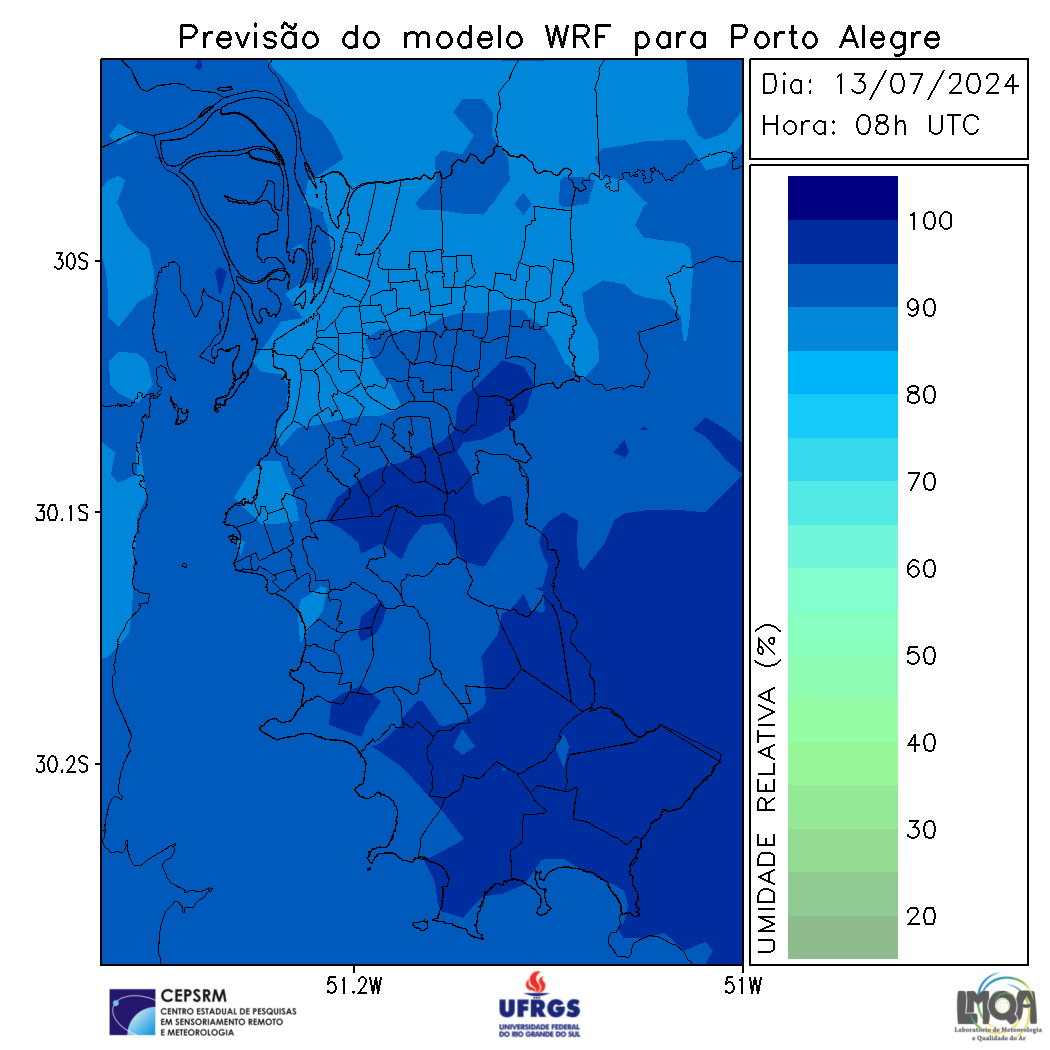 Previsão do modelo WRF para Porto Alegre
Dia: 13/07/2024
Hora: 08h UTC
100
90
80
70
60
50
40
30
20
UMIDADE RELATIVA (%)
30S
30.1S
30.2S
51.2W
51W
CEPSRM
CENTRO ESTADUAL DE PESQUISAS
EM SENSORIAMENTO REMOTO
E METEOROLOGIA
UFRGS
UNIVERSIDADE FEDERAL
DO RIO GRANDE DO SUL
LMQA
Laboratório de Meteorologia
e Qualidade do Ar